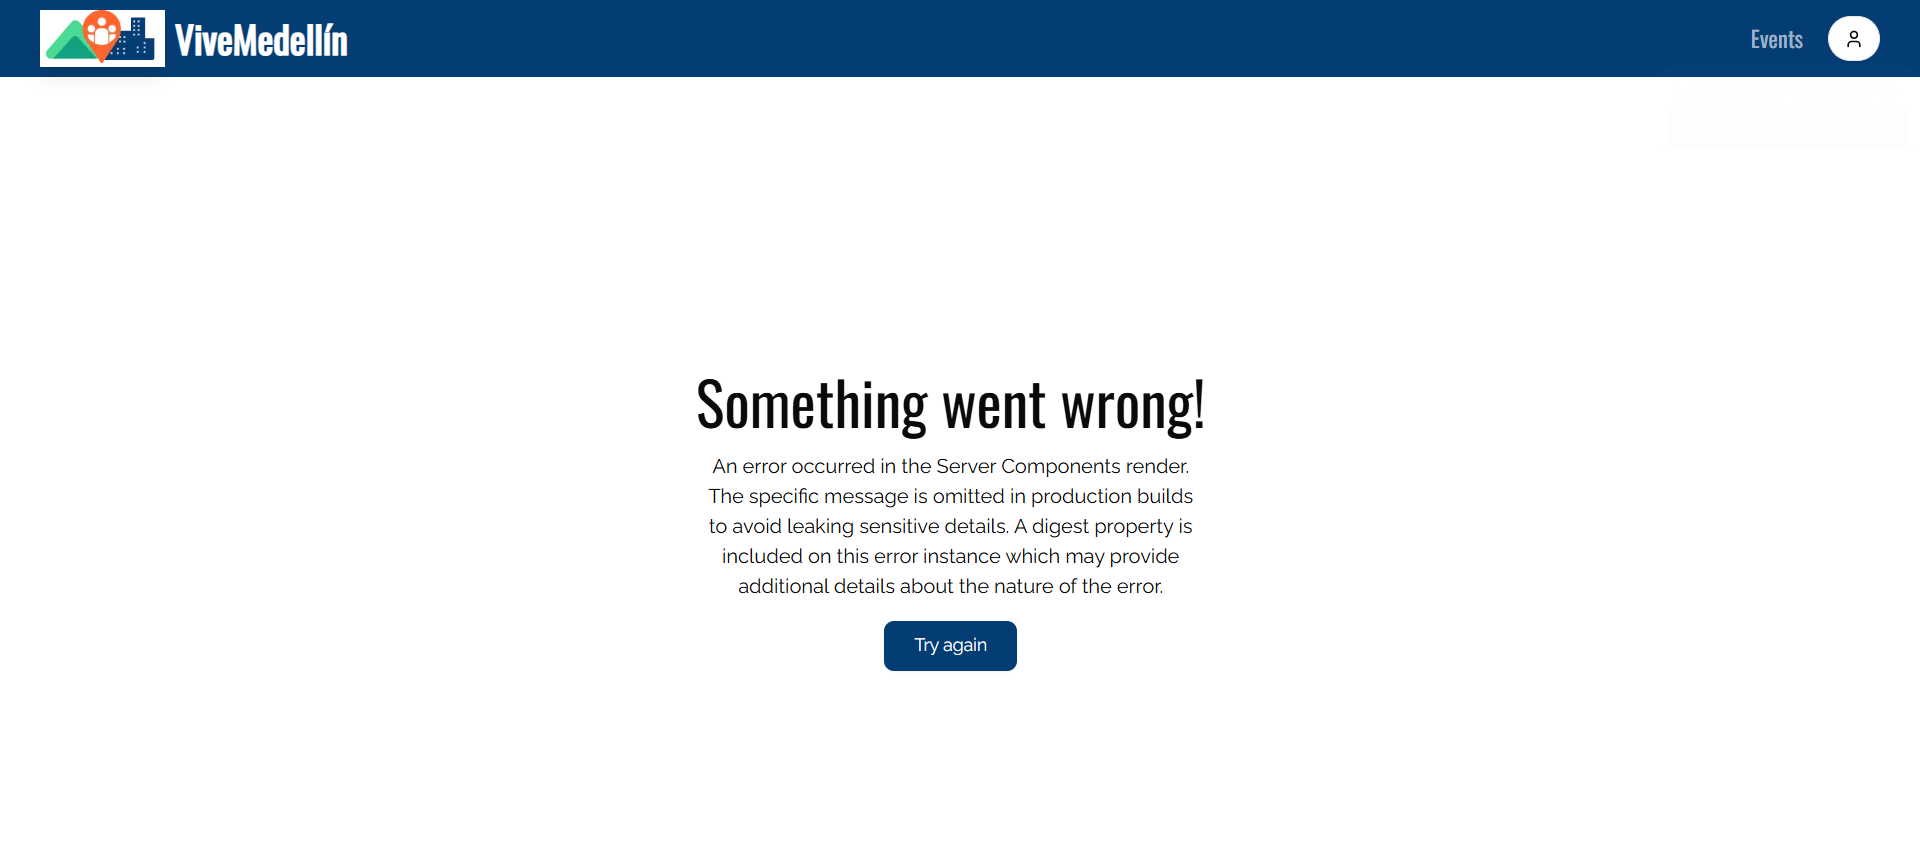 ViveMedellín
Events
Something went wrong!
An error occurred in the Server Components render.
The specific message is omitted in production builds
to avoid leaking sensitive details. A digest property is
included on this error instance which may provide
additional details about the nature of the error.
Try again